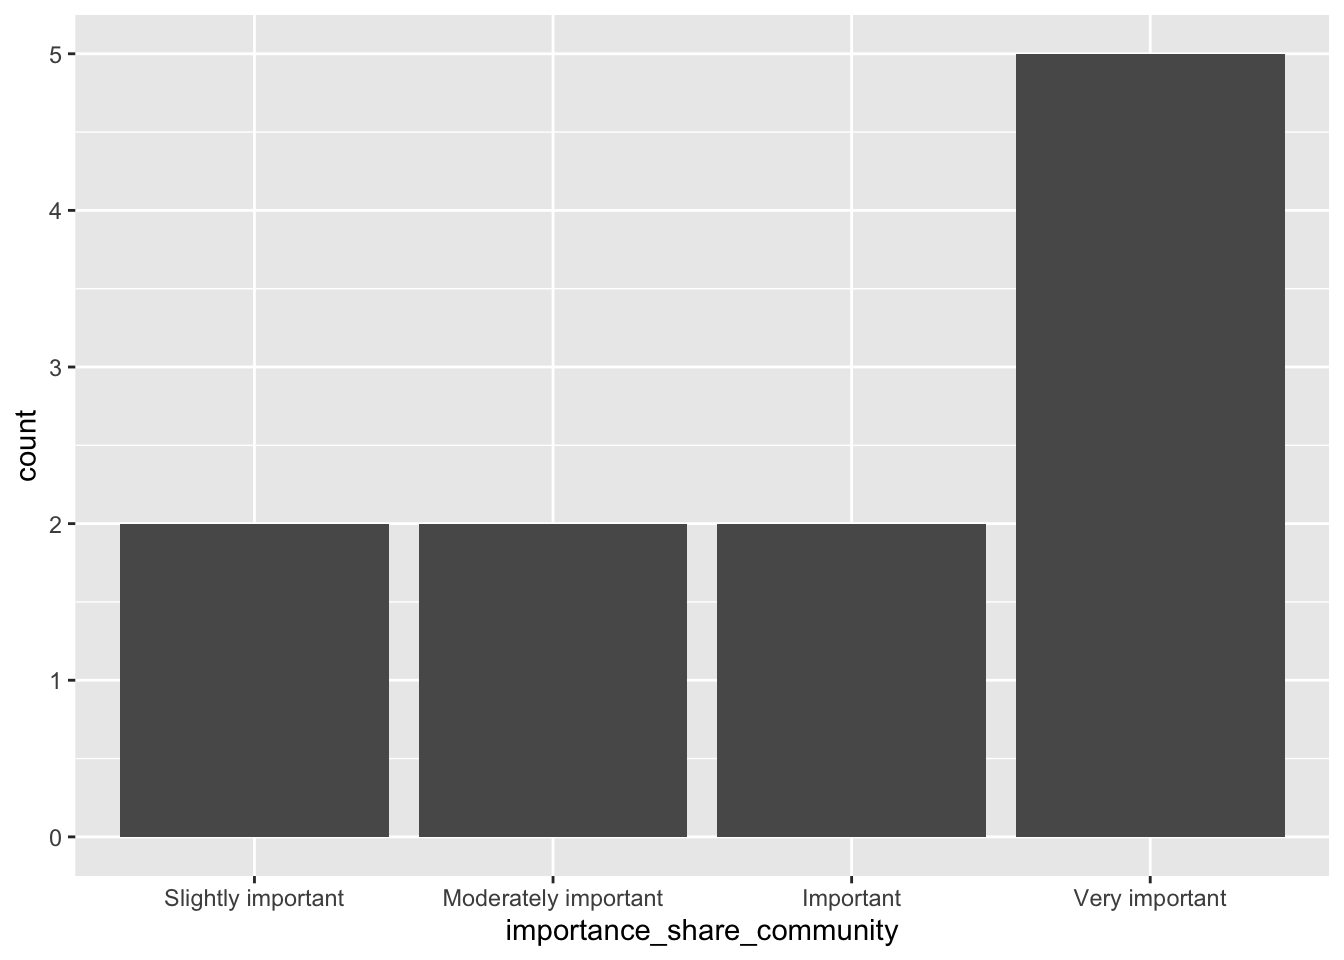 count
5
4
3
2
1
0
Slightly important
Moderately important
Important
Very important
importance_share_community